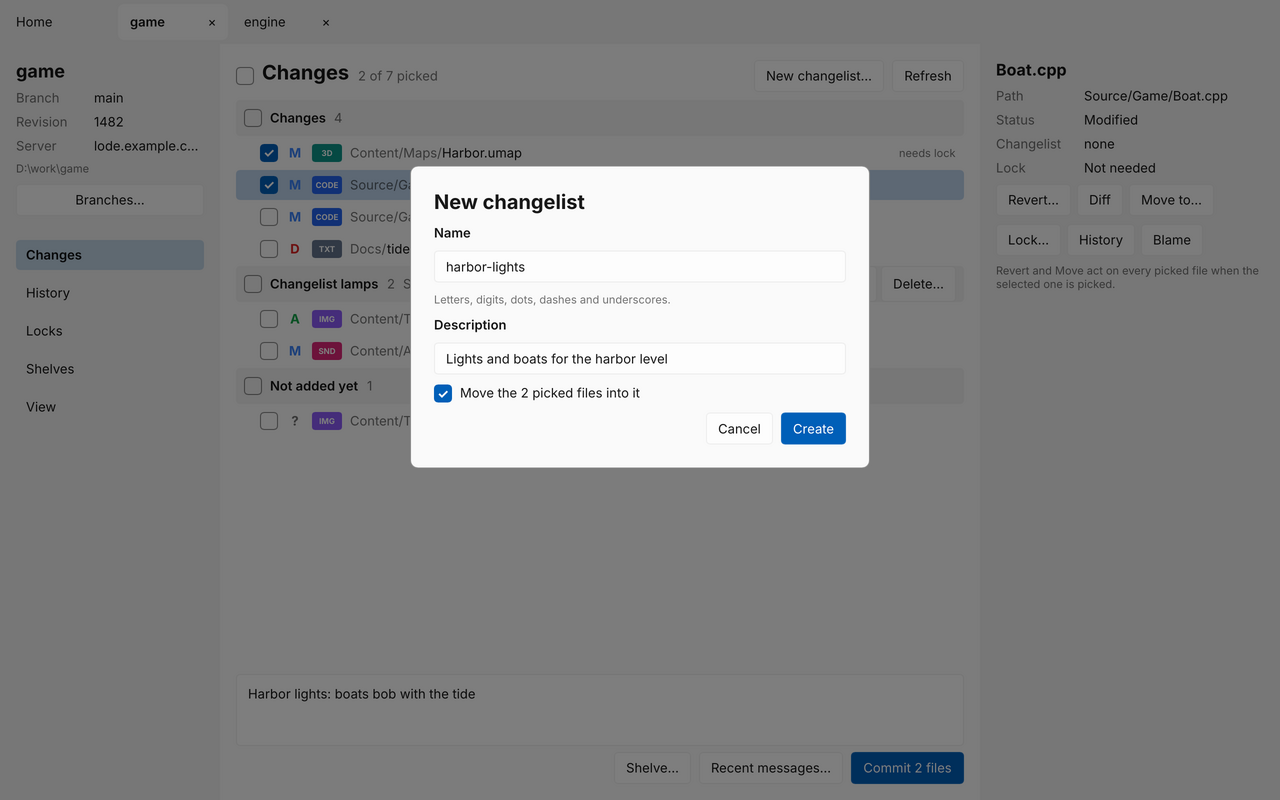 Home
game ×
engine ×
game
Branch main
Revision 1482
Server lode.example.c...
D:\work\game
Branches...
Changes
History
Locks
Shelves
View
Changes 2 of 7 picked
New changelist...
Refresh
Changes 4
M 3D Content/Maps/Harbor.umap needs lock
M CODE Source/Ga
M CODE Source/Ga
D TXT Docs/tide
Changelist lamps 2 S
Delete...
A IMG Content/T
M SND Content/A
Not added yet 1
? IMG Content/T
New changelist
Name
harbor-lights
Letters, digits, dots, dashes and underscores.
Description
Lights and boats for the harbor level
Move the 2 picked files into it
Cancel
Create
Harbor lights: boats bob with the tide
Shelve...
Recent messages...
Commit 2 files
Boat.cpp
Path Source/Game/Boat.cpp
Status Modified
Changelist none
Lock Not needed
Revert...
Diff
Move to...
Lock...
History
Blame
Revert and Move act on every picked file when the
selected one is picked.